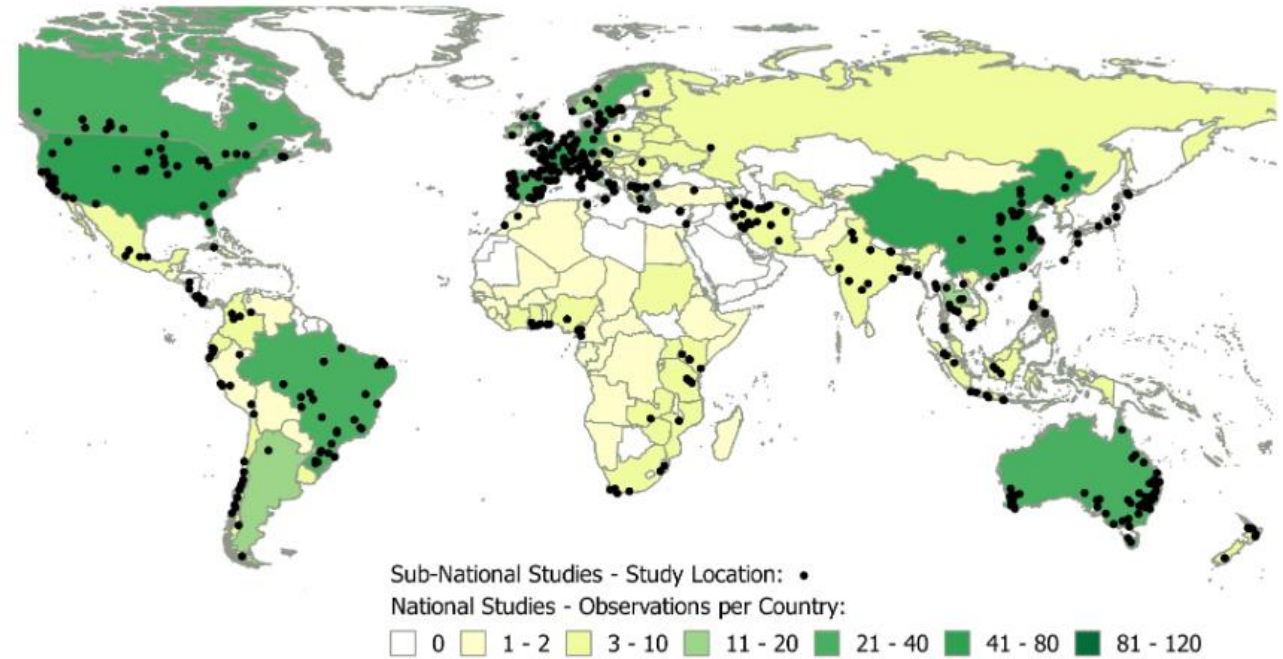 Sub-National Studies - Study Location:
National Studies - Observations per Country:
0 1 - 2 3 - 10 11 - 20 21 - 40 41 - 80 81 - 120